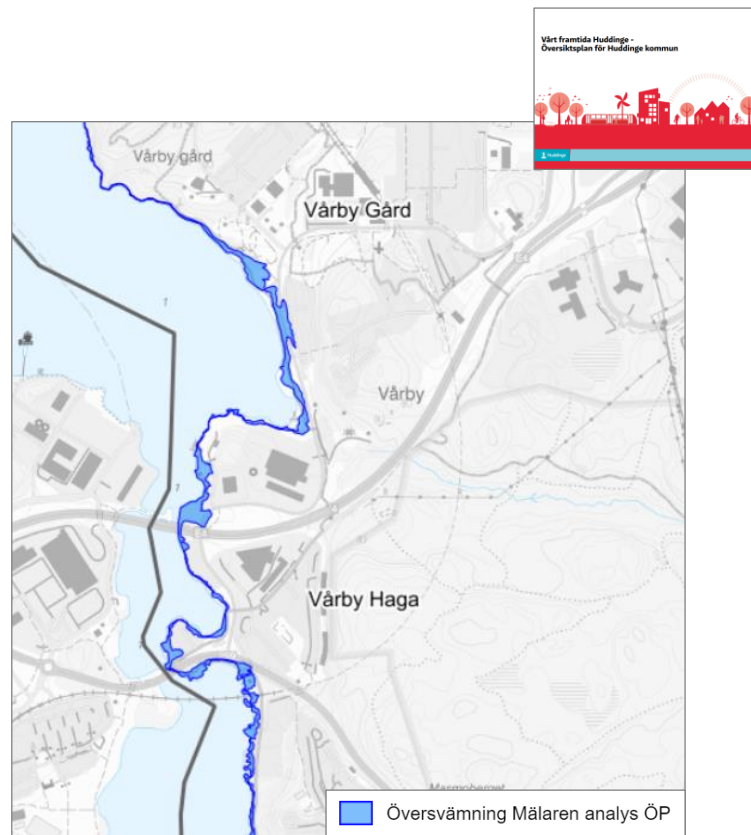 Vårt framtida Huddinge -
Översiktsplan för Huddinge kommun
Huddinge
Vårby gård
Vårby Gård
Vårby
Vårby Haga
Masmoberget
Översvämning Mälaren analys ÖP